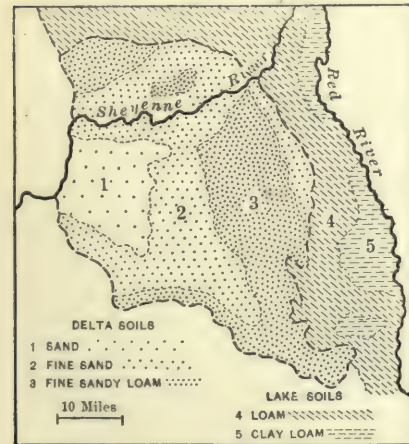 Sheyenne River
Red River
1
2
3
4
5
DELTA SOILS
1 SAND
2 FINE SAND
3 FINE SANDY LOAM
10 Miles
LAKE SOILS
4 LOAM
5 CLAY LOAM